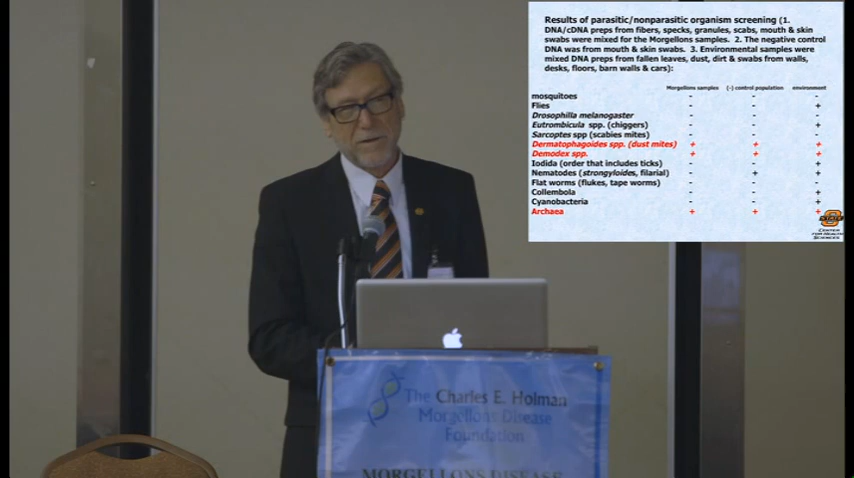 Results of parasitic/nonparasitic organism screening (1.
DNA/cDNA preps from fibers, specks, granules, scabs, mouth & skin
swabs were mixed for the Morgellons samples. 2. The negative control
DNA was from mouth & skin swabs. 3. Environmental samples were
mixed DNA preps from fallen leaves, dust, dirt & swabs from walls,
desks, floors, barn walls & cars):
Morgellons samples (-) control population environment
mosquitoes - - -
Flies - - +
Drosophilla melanogaster - - -
Eutrombicula spp. (chiggers) - - +
Sarcoptes spp (scabies mites) - - -
Dermatophagoides spp. (dust mites) + + +
Demodex spp. + + +
Iodida (order that includes ticks) - - +
Nematodes (strongyloides, filarial) - + +
Flat worms (flukes, tape worms) - - -
Collembola - - +
Cyanobacteria - - +
Archaea + + +
CENTER
FOR HEALTH
SCIENCES
The Charles E. Holman
Morgellons Disease
Foundation
MORGELLONS DISEASE